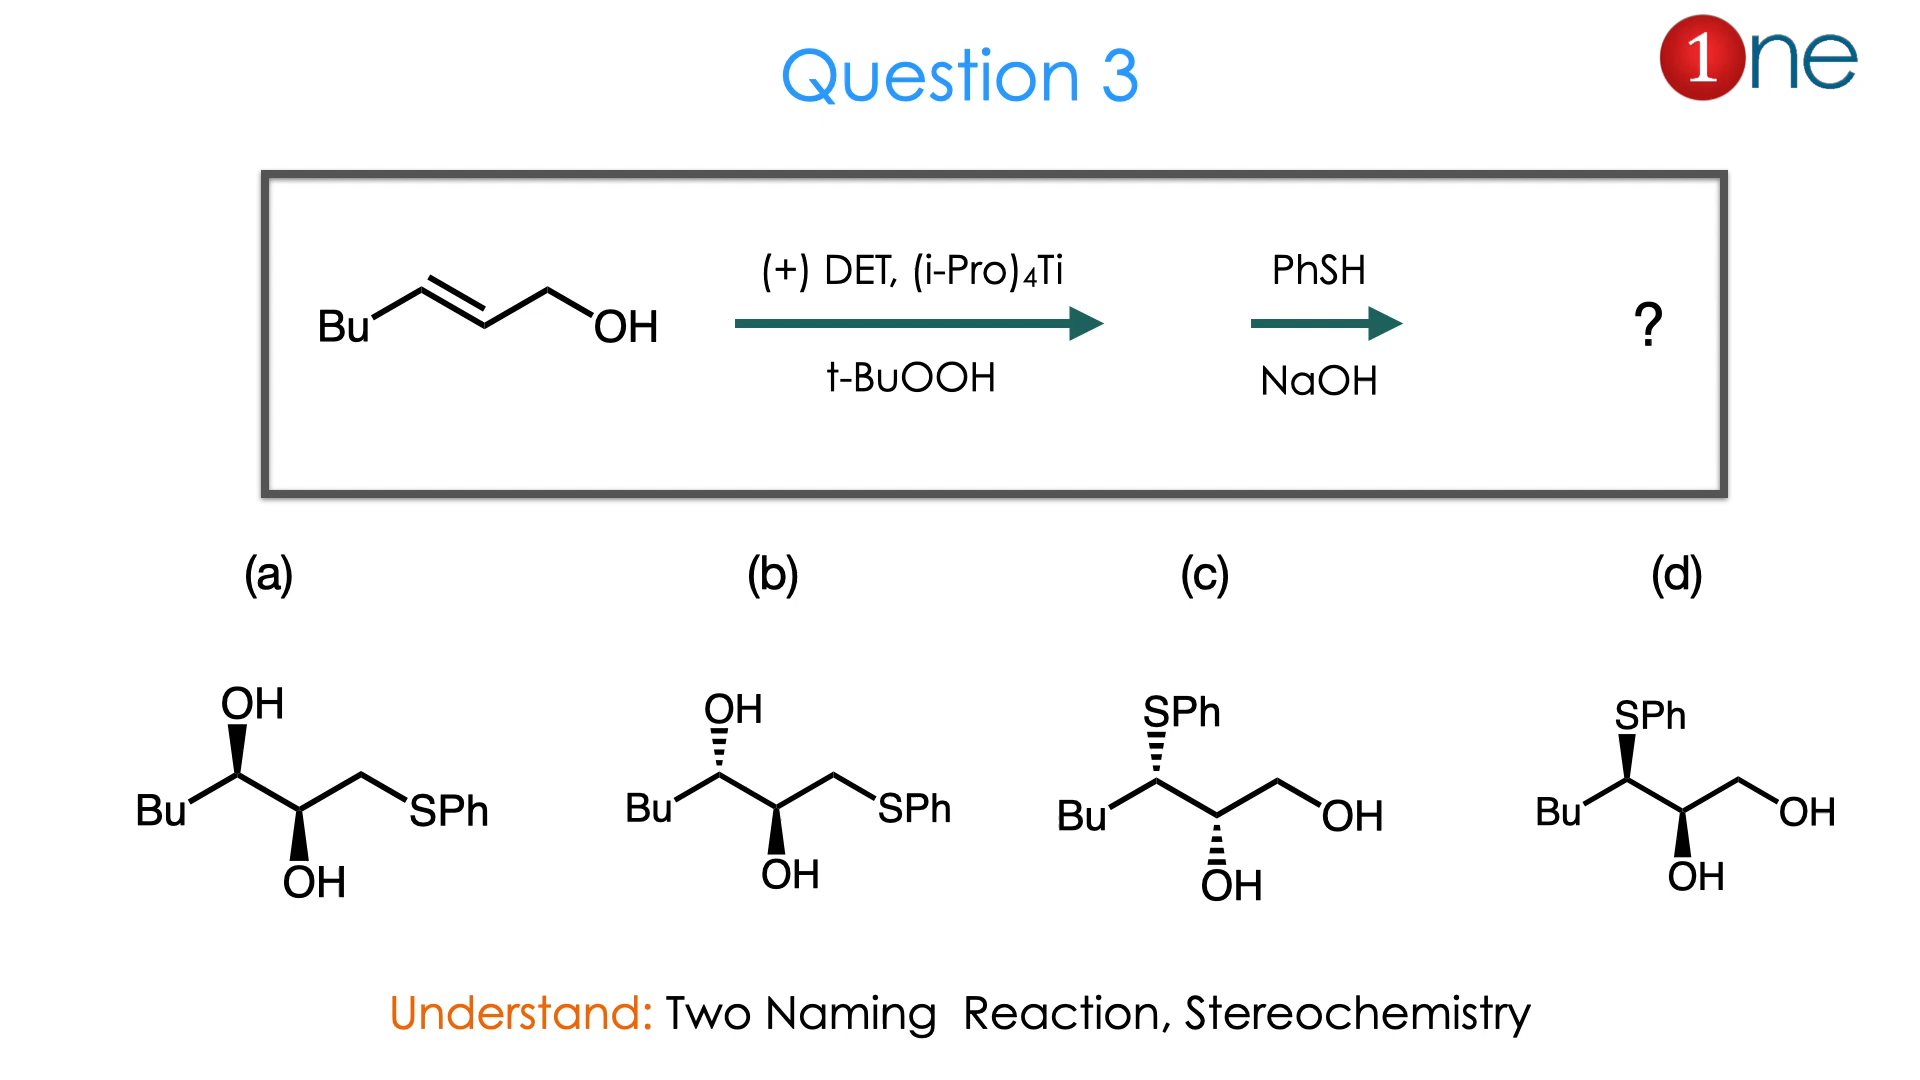 Question 3
1ne
Bu OH
(+) DET, (i-Pro)₄Ti
t-BuOOH
PhSH
NaOH
?
(a) (b) (c) (d)
OH OH SPh SPh
Bu SPh Bu SPh Bu OH Bu OH
OH OH OH OH
Understand: Two Naming Reaction, Stereochemistry